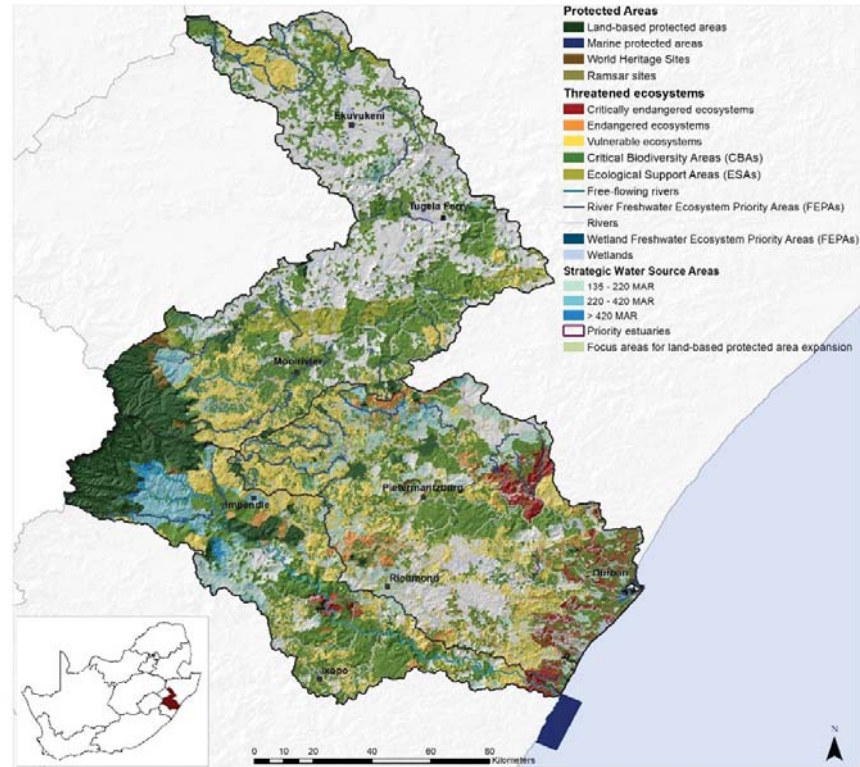 Protected Areas
Land-based protected areas
Marine protected areas
World Heritage Sites
Ramsar sites
Threatened ecosystems
Critically endangered ecosystems
Endangered ecosystems
Vulnerable ecosystems
Critical Biodiversity Areas (CBAs)
Ecological Support Areas (ESAs)
Free-flowing rivers
River Freshwater Ecosystem Priority Areas (FEPAs)
Rivers
Wetland Freshwater Ecosystem Priority Areas (FEPAs)
Wetlands
Strategic Water Source Areas
135 - 220 MAR
220 - 420 MAR
> 420 MAR
Priority estuaries
Focus areas for land-based protected area expansion
Ekuvukeni
Tugela Ferry
Mooirivier
Pietermaritzburg
Impendle
Durban
Richmond
Ixopo
N
0 20 40 60 80
Kilometers